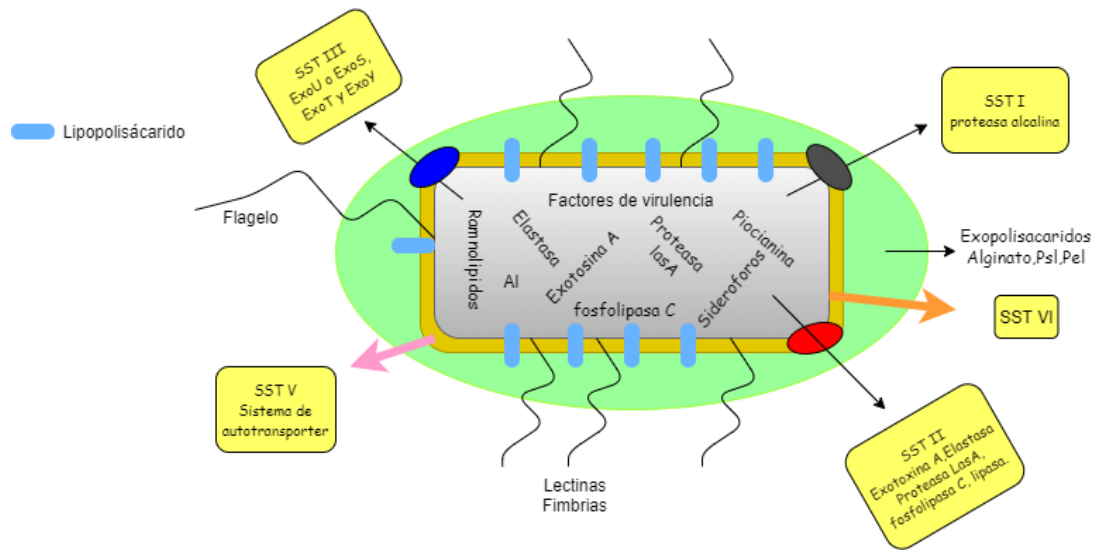 SST III
ExoU o ExoS,
ExoT y ExoY
SST I
proteasa alcalina
Lipopolisácarido
Flagelo
Factores de virulencia
Ramnolipidos
Elastasa
Exotosina A
Proteasa
lasA
Piocianina
Sideroforos
AI
fosfolipasa C
Exopolisacaridos
Alginato,Psl,Pel
SST VI
SST V
Sistema de
autotransporter
SST II
Exotoxina A,Elastasa
Proteasa LasA,
fosfolipasa C, lipasa.
Lectinas
Fimbrias